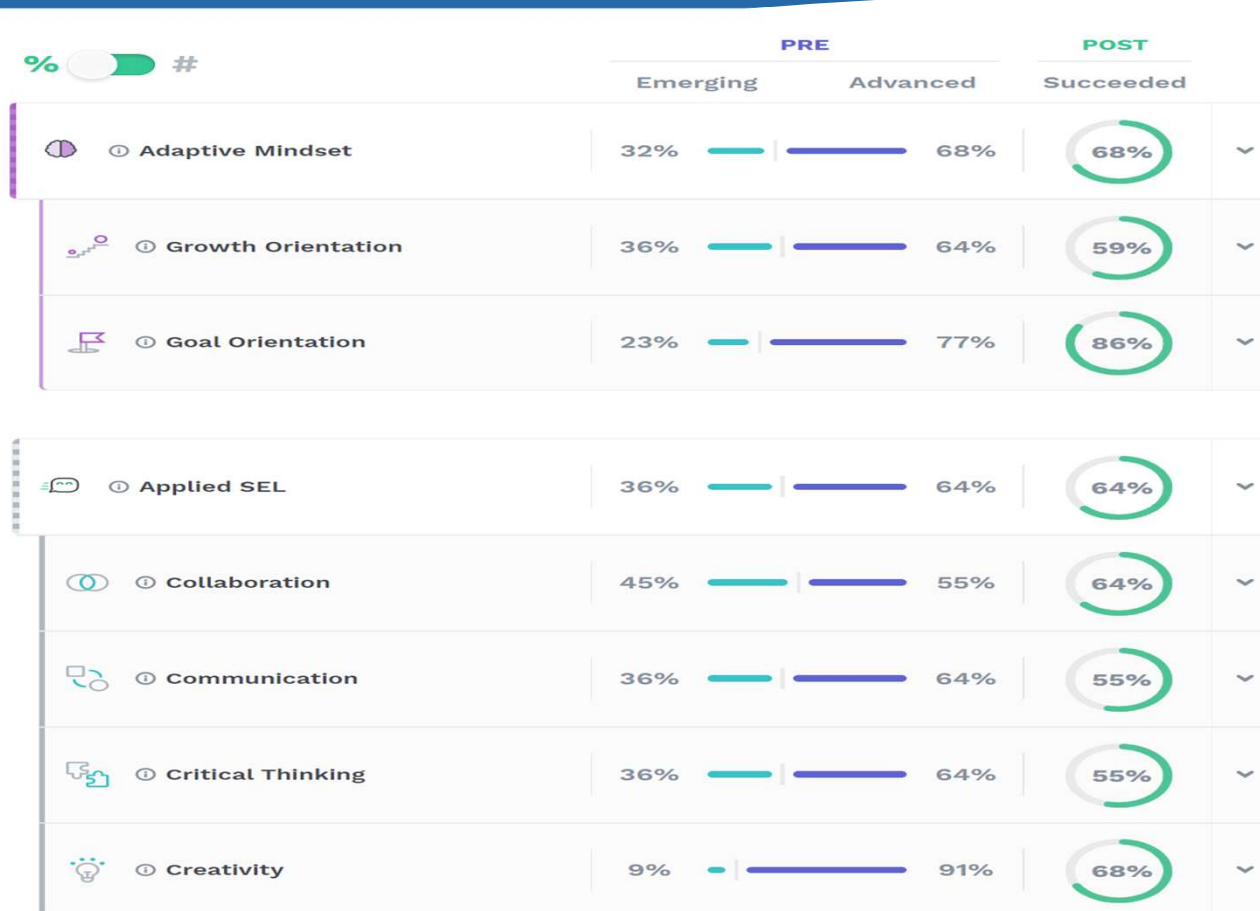 PRE POST
% #
Emerging Advanced Succeeded
Adaptive Mindset 32% 68% 68%
Growth Orientation 36% 64% 59%
Goal Orientation 23% 77% 86%
Applied SEL 36% 64% 64%
Collaboration 45% 55% 64%
Communication 36% 64% 55%
Critical Thinking 36% 64% 55%
Creativity 9% 91% 68%